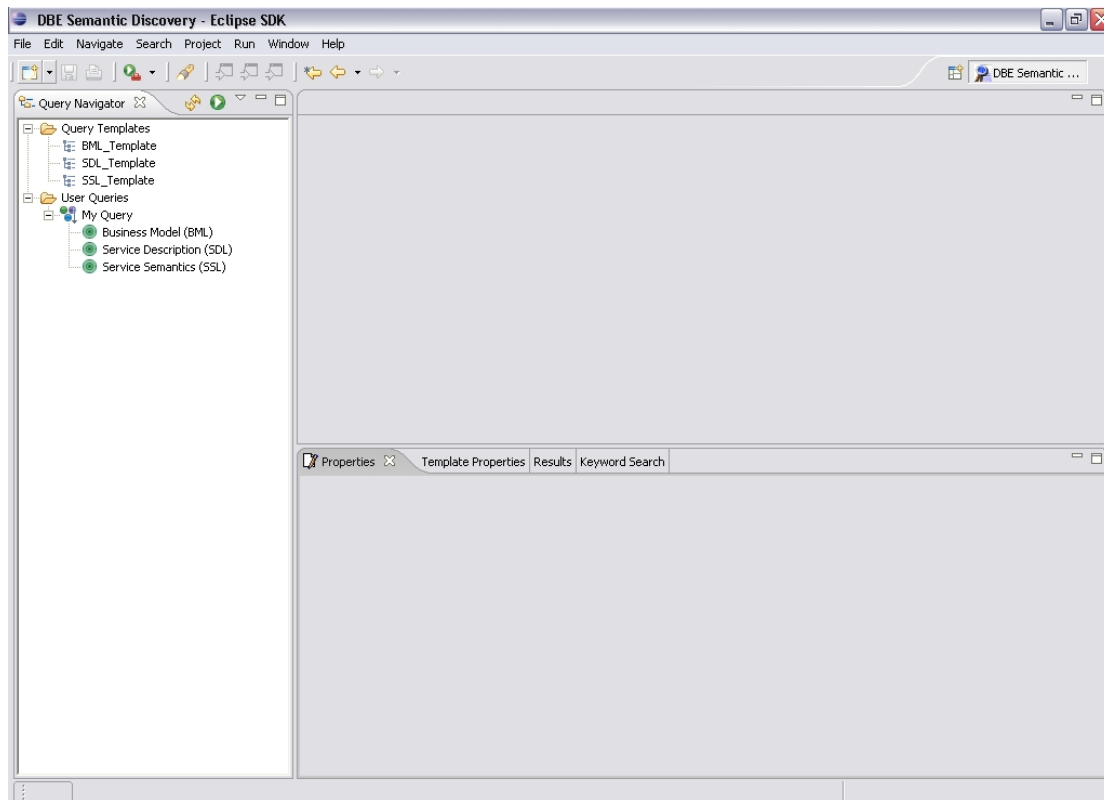 DBE Semantic Discovery - Eclipse SDK
File Edit Navigate Search Project Run Window Help
DBE Semantic ...
Query Navigator
Query Templates
BML_Template
SDL_Template
SSL_Template
User Queries
My Query
Business Model (BML)
Service Description (SDL)
Service Semantics (SSL)
Properties Template Properties Results Keyword Search